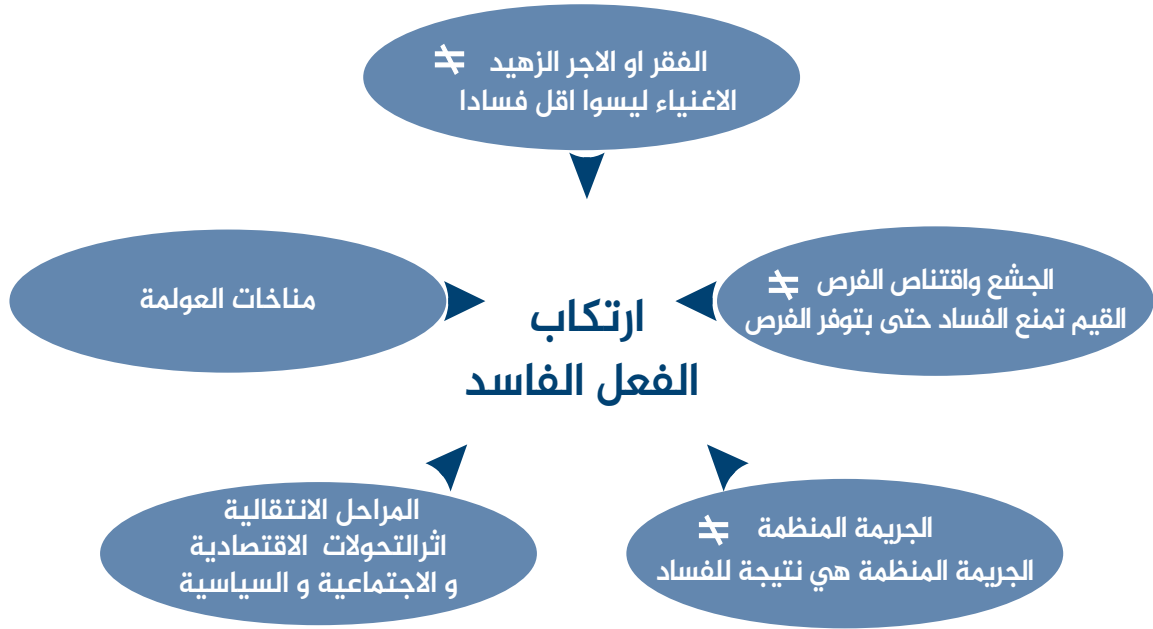 الفقر او الاجر الزهيد ≠
الاغنياء ليسوا اقل فسادا
الجشع واقتناص الفرص ≠
القيم تمنع الفساد حتى بتوفر الفرص
مناخات العولمة
ارتكاب
الفعل الفاسد
الجريمة المنظمة ≠
الجريمة المنظمة هي نتيجة للفساد
المراحل الانتقالية
اثرالتحولات الاقتصادية
و الاجتماعية و السياسية